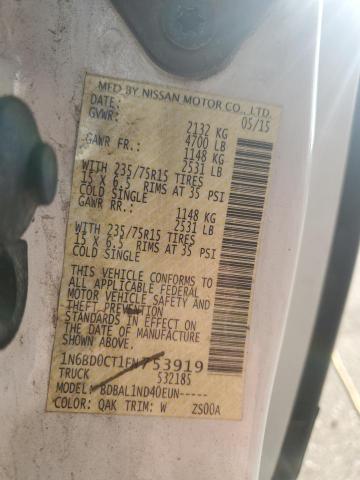 MFD BY NISSAN MOTOR CO., LTD.
DATE: 05/15
GVWR: 2132 KG
4700 LB
GAWR FR.: 1148 KG
2531 LB
WITH 235/75R15 TIRES
15 X 6.5 RIMS AT 35 PSI
COLD SINGLE
GAWR RR.: 1148 KG
2531 LB
WITH 235/75R15 TIRES
15 X 6.5 RIMS AT 35 PSI
COLD SINGLE
THIS VEHICLE CONFORMS TO
ALL APPLICABLE FEDERAL
MOTOR VEHICLE SAFETY AND
THEFT PREVENTION
STANDARDS IN EFFECT ON
THE DATE OF MANUFACTURE
SHOWN ABOVE.
1N6BD0CT1FN753919
TRUCK 532185
MODEL: BDBAL1ND40EUN-----
COLOR: QAK TRIM: W ZS00A